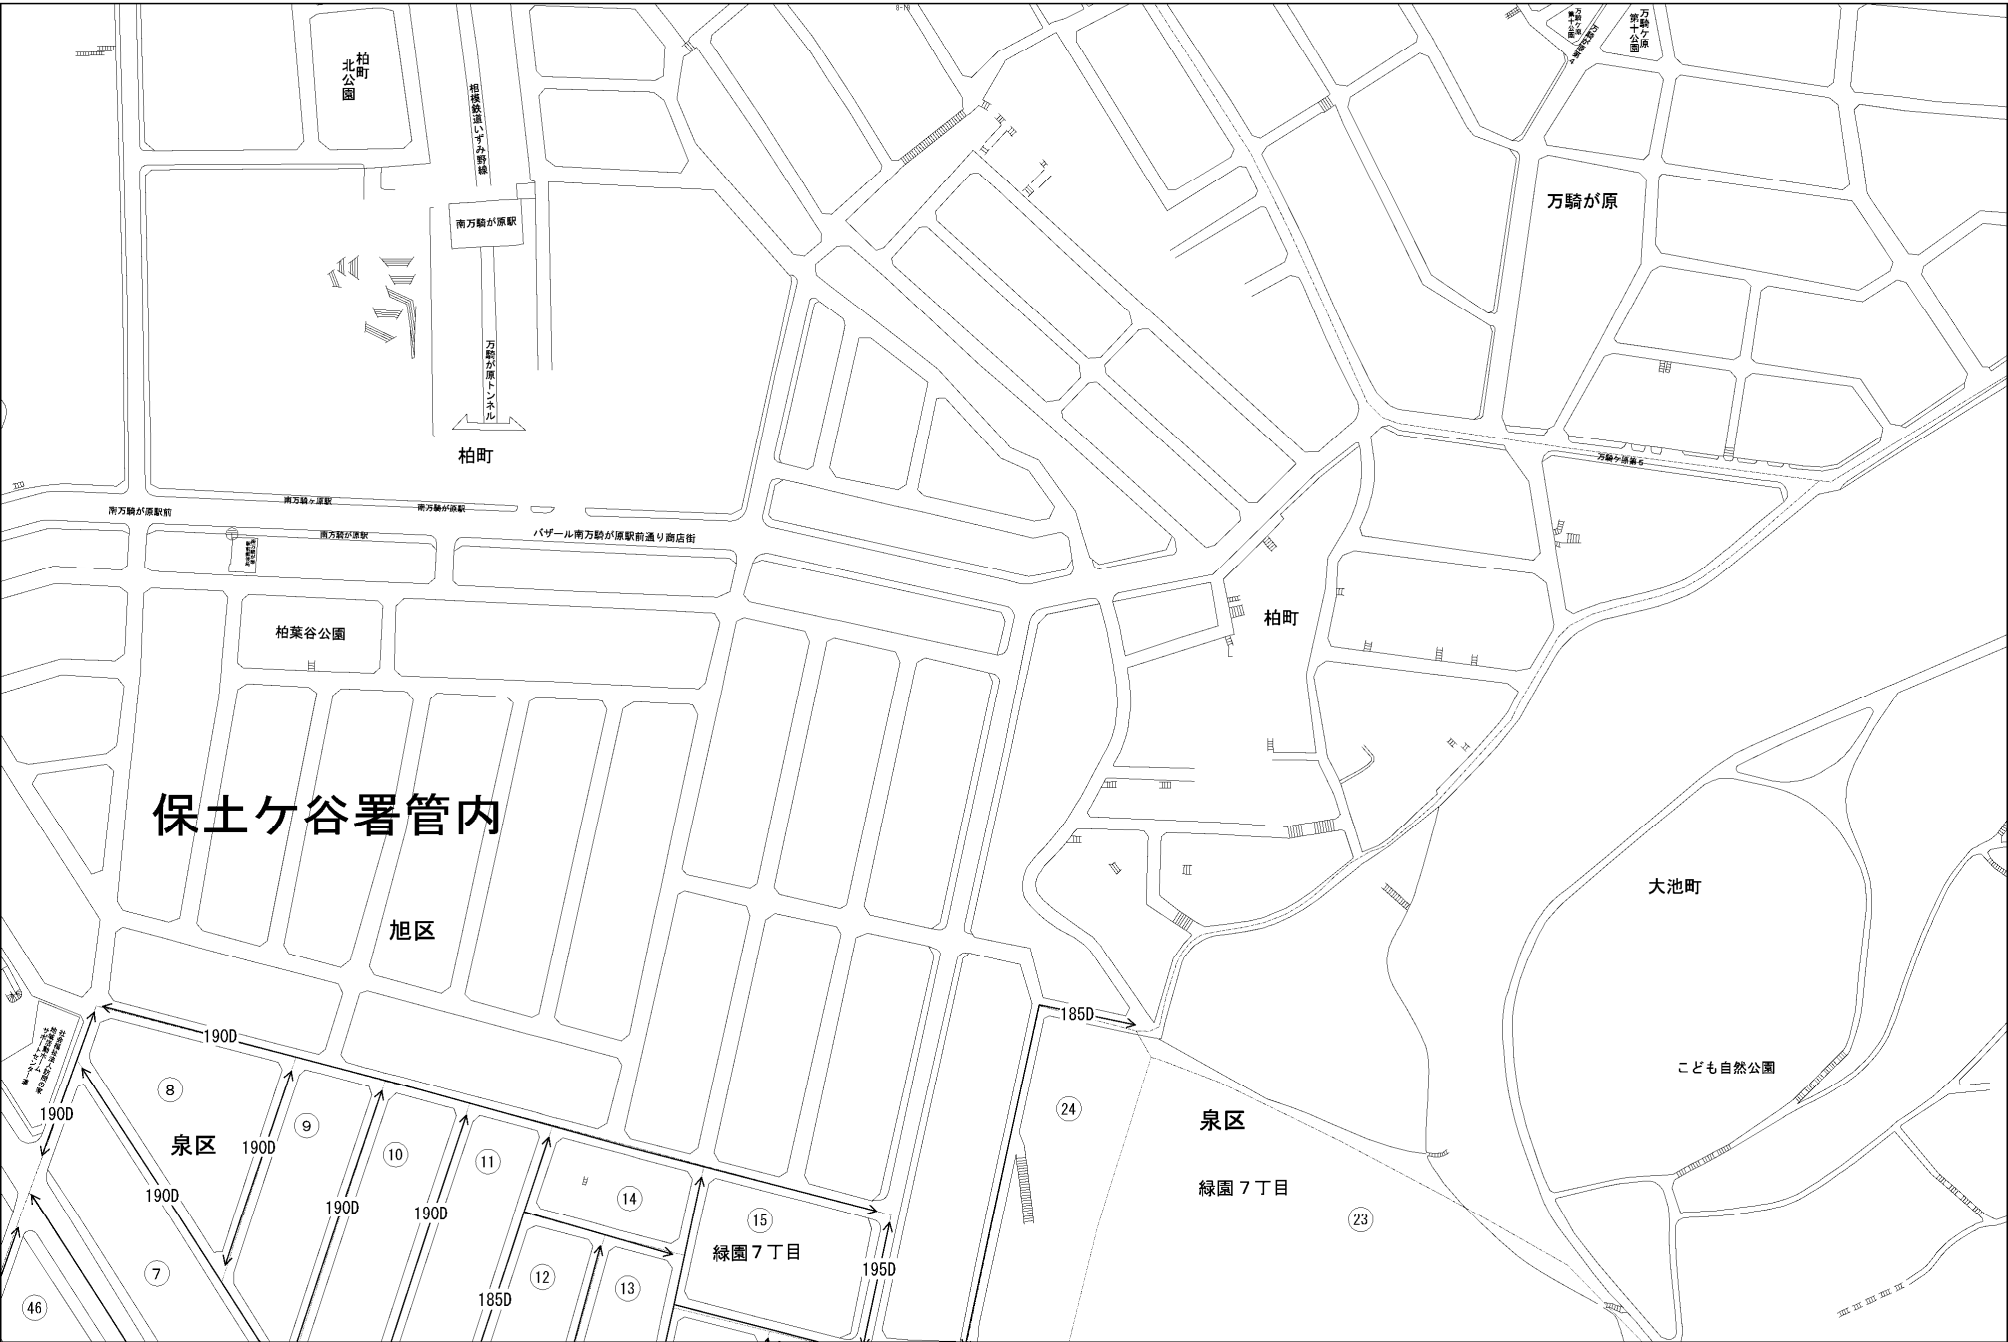 8-10
柏町
北公園
相模鉄道いずみ野線
万騎ケ原
第十公園
万騎が原
南万騎が原駅
万騎が原トンネル
柏町
万騎ケ原第5
南万騎ヶ原駅
南万騎が原駅
南万騎が原駅前
南万騎が原駅
バザール南万騎が原駅前通り商店街
柏葉谷公園
柏町
保土ケ谷署管内
大池町
旭区
190D
185D
こども自然公園
8
190D
24
9
泉区
泉区
190D
10
11
190D
14
緑園7丁目
190D
190D
15
23
緑園7丁目
7
12
195D
13
185D
46